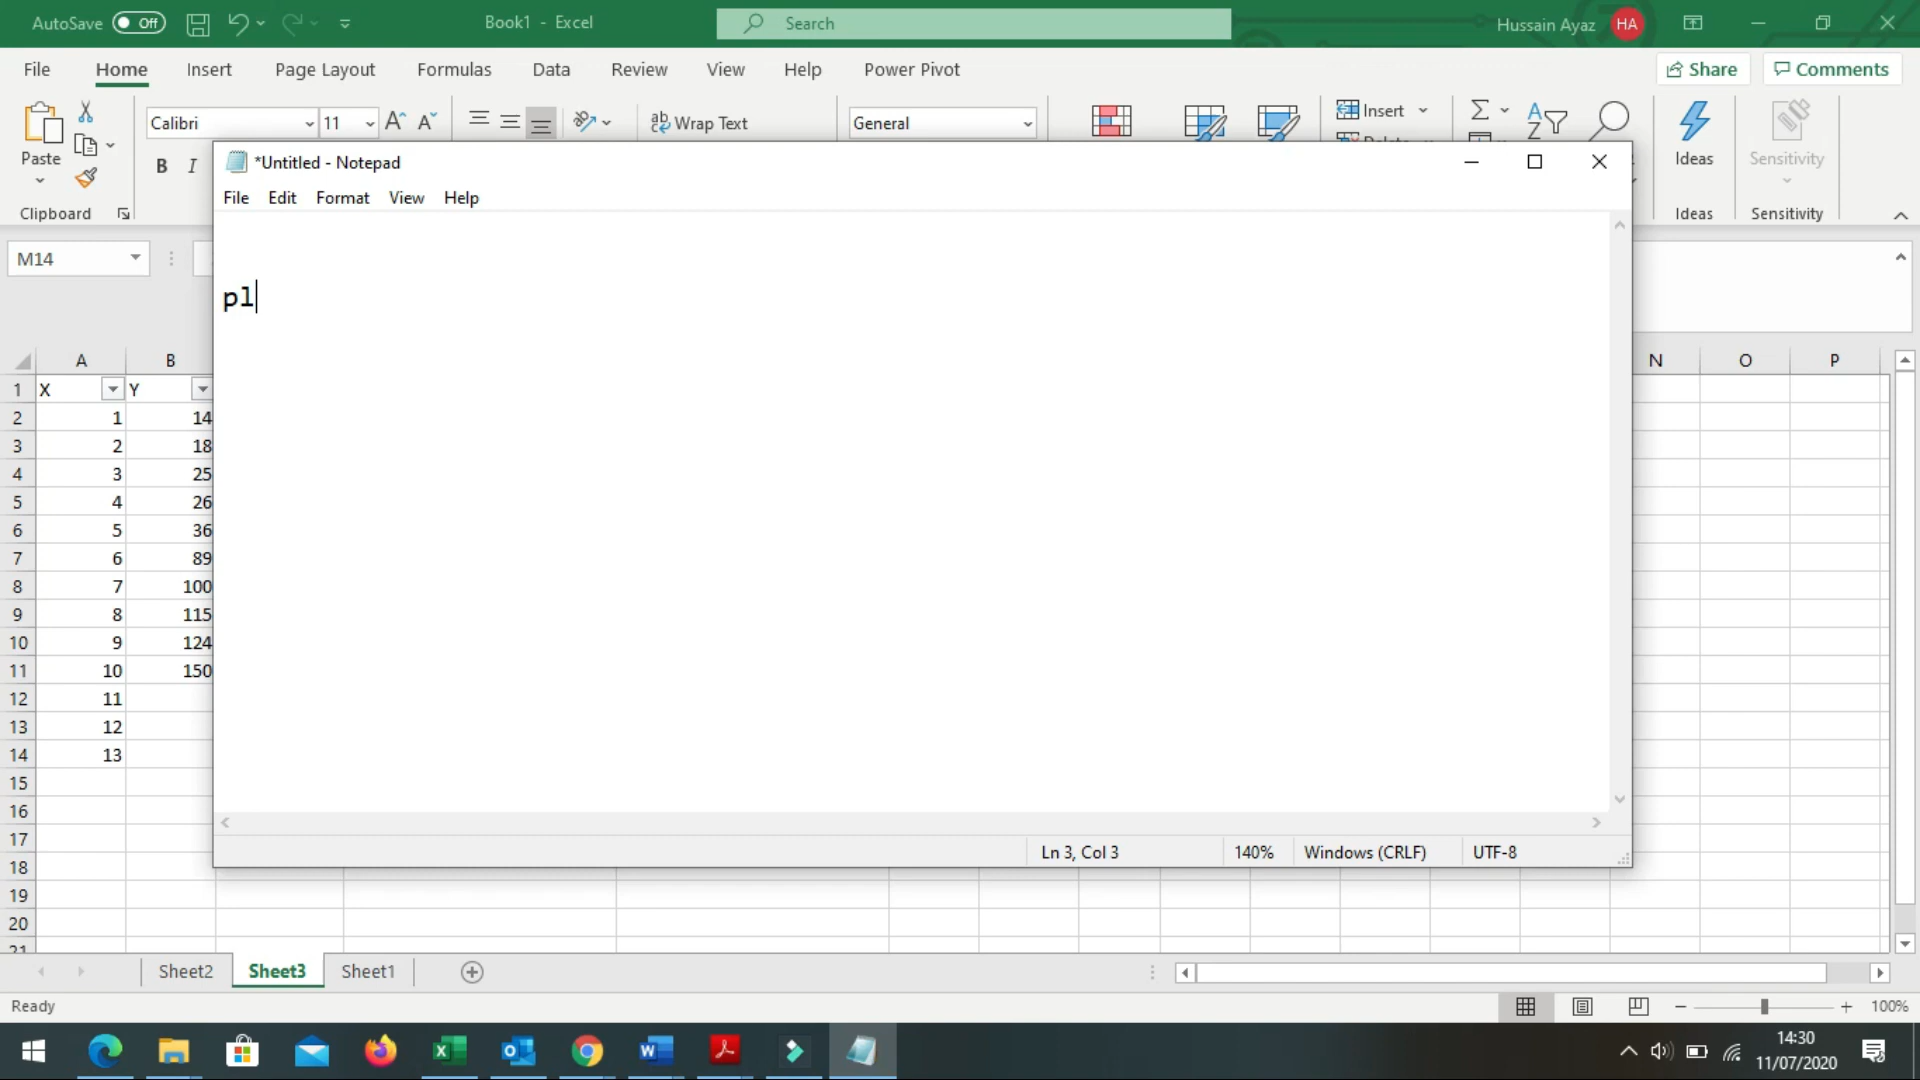 AutoSave Off Book1 - Excel Search Hussain Ayaz HA
File Home Insert Page Layout Formulas Data Review View Help Power Pivot Share Comments
Calibri 11 Wrap Text General Insert
Paste B I Ideas Sensitivity
Clipboard Ideas Sensitivity
*Untitled - Notepad
File Edit Format View Help
pl
Ln 3, Col 3 140% Windows (CRLF) UTF-8
M14
A B N O P
1 X Y
2 1 14
3 2 18
4 3 25
5 4 26
6 5 36
7 6 89
8 7 100
9 8 115
10 9 124
11 10 150
12 11
13 12
14 13
15
16
17
18
19
20
21
Sheet2 Sheet3 Sheet1
Ready 100%
14:30
11/07/2020